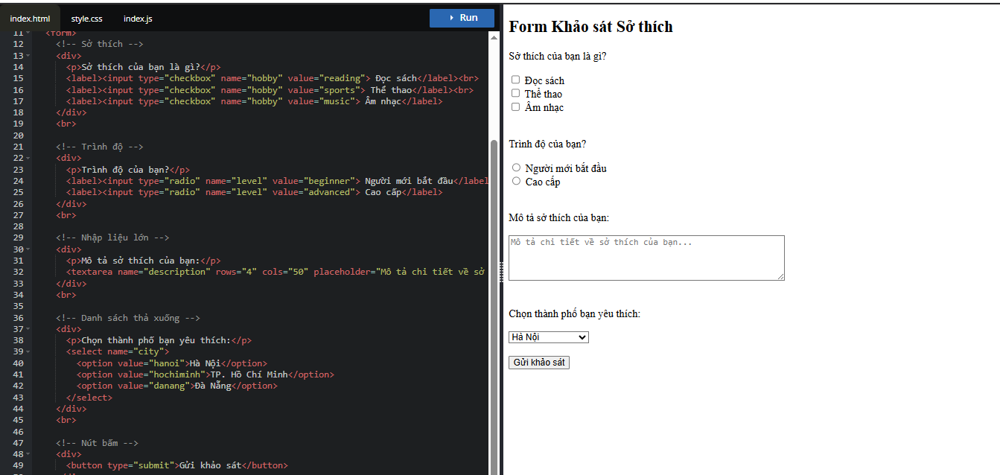 index.html style.css index.js Run
11 <form>
12 <!-- Sở thích -->
13 <div>
14 <p>Sở thích của bạn là gì?</p>
15 <label><input type="checkbox" name="hobby" value="reading"> Đọc sách</label><br>
16 <label><input type="checkbox" name="hobby" value="sports"> Thể thao</label><br>
17 <label><input type="checkbox" name="hobby" value="music"> Âm nhạc</label>
18 </div>
19 <br>
20
21 <!-- Trình độ -->
22 <div>
23 <p>Trình độ của bạn?</p>
24 <label><input type="radio" name="level" value="beginner"> Người mới bắt đầu</label
25 <label><input type="radio" name="level" value="advanced"> Cao cấp</label>
26 </div>
27 <br>
28
29 <!-- Nhập liệu lớn -->
30 <div>
31 <p>Mô tả sở thích của bạn:</p>
32 <textarea name="description" rows="4" cols="50" placeholder="Mô tả chi tiết về sở
33 </div>
34 <br>
35
36 <!-- Danh sách thả xuống -->
37 <div>
38 <p>Chọn thành phố bạn yêu thích:</p>
39 <select name="city">
40 <option value="hanoi">Hà Nội</option>
41 <option value="hochiminh">TP. Hồ Chí Minh</option>
42 <option value="danang">Đà Nẵng</option>
43 </select>
44 </div>
45 <br>
46
47 <!-- Nút bấm -->
48 <div>
49 <button type="submit">Gửi khảo sát</button>
Form Khảo sát Sở thích
Sở thích của bạn là gì?
Đọc sách
Thể thao
Âm nhạc
Trình độ của bạn?
Người mới bắt đầu
Cao cấp
Mô tả sở thích của bạn:
Mô tả chi tiết về sở thích của bạn...
Chọn thành phố bạn yêu thích:
Hà Nội
Gửi khảo sát